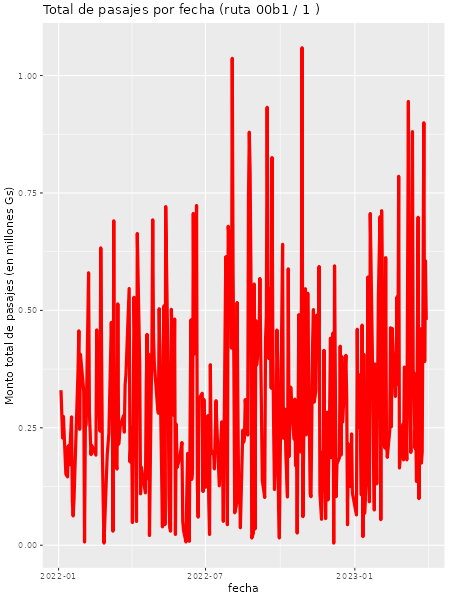 Total de pasajes por fecha (ruta 00b1 / 1 )
Monto total de pasajes (en millones Gs)
1.00
0.75
0.50
0.25
0.00
2022-01
2022-07
2023-01
fecha